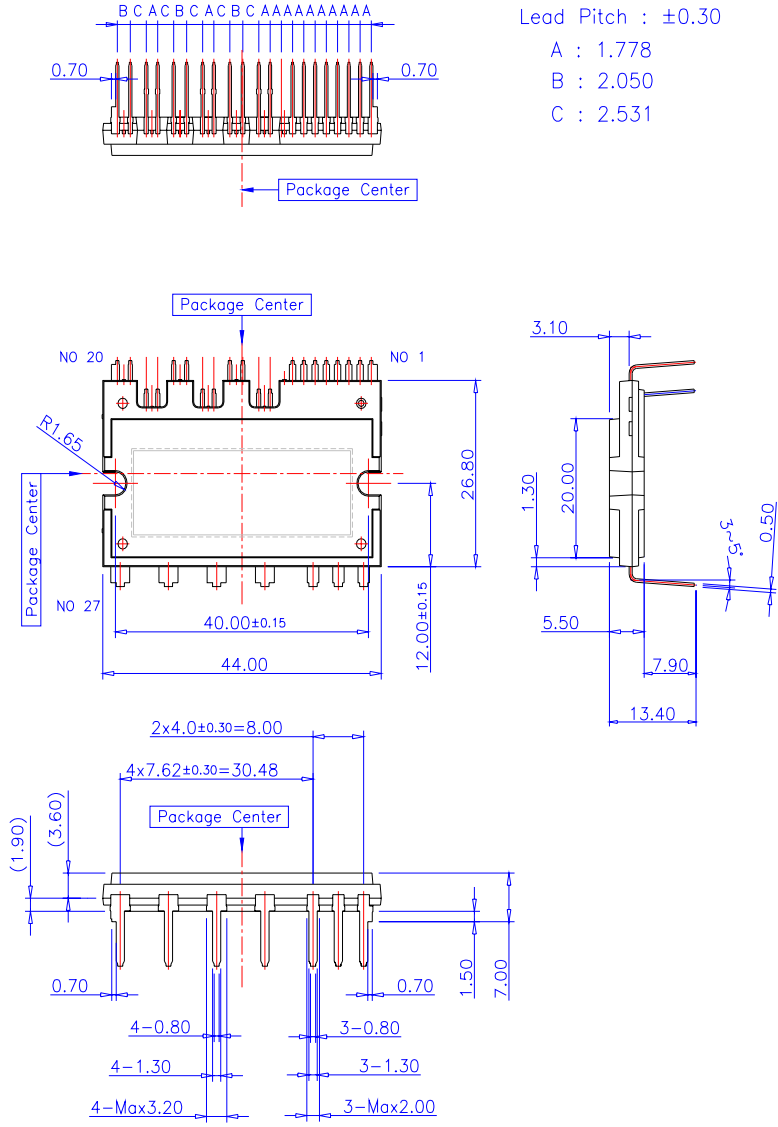 B C A C B C A C B C A A A A A A A A A A
Lead Pitch : ±0.30
A : 1.778
B : 2.050
C : 2.531
0.70
0.70
Package Center
Package Center
3.10
NO 20
NO 1
R1.65
Package Center
26.80
1.30
20.00
3~5°
0.50
NO 27
40.00±0.15
12.00±0.15
44.00
5.50
7.90
13.40
2x4.0±0.30=8.00
4x7.62±0.30=30.48
Package Center
(1.90)
(3.60)
0.70
0.70
1.50
7.00
4-0.80
3-0.80
4-1.30
3-1.30
4-Max3.20
3-Max2.00